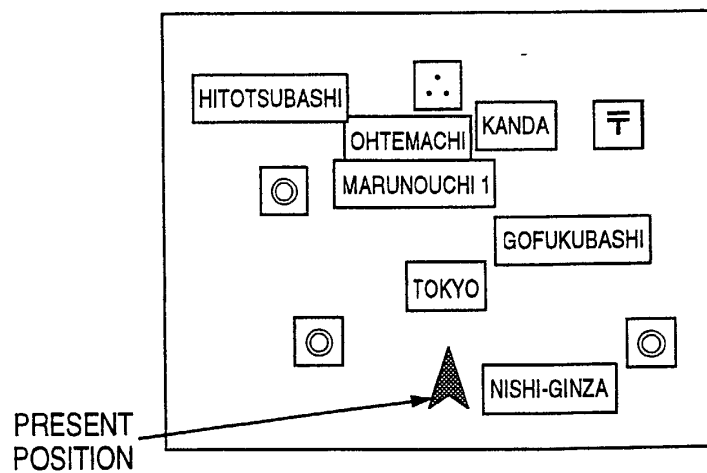 HITOTSUBASHI
KANDA
〒
OHTEMACHI
MARUNOUCHI 1
GOFUKUBASHI
TOKYO
NISHI-GINZA
PRESENT
POSITION